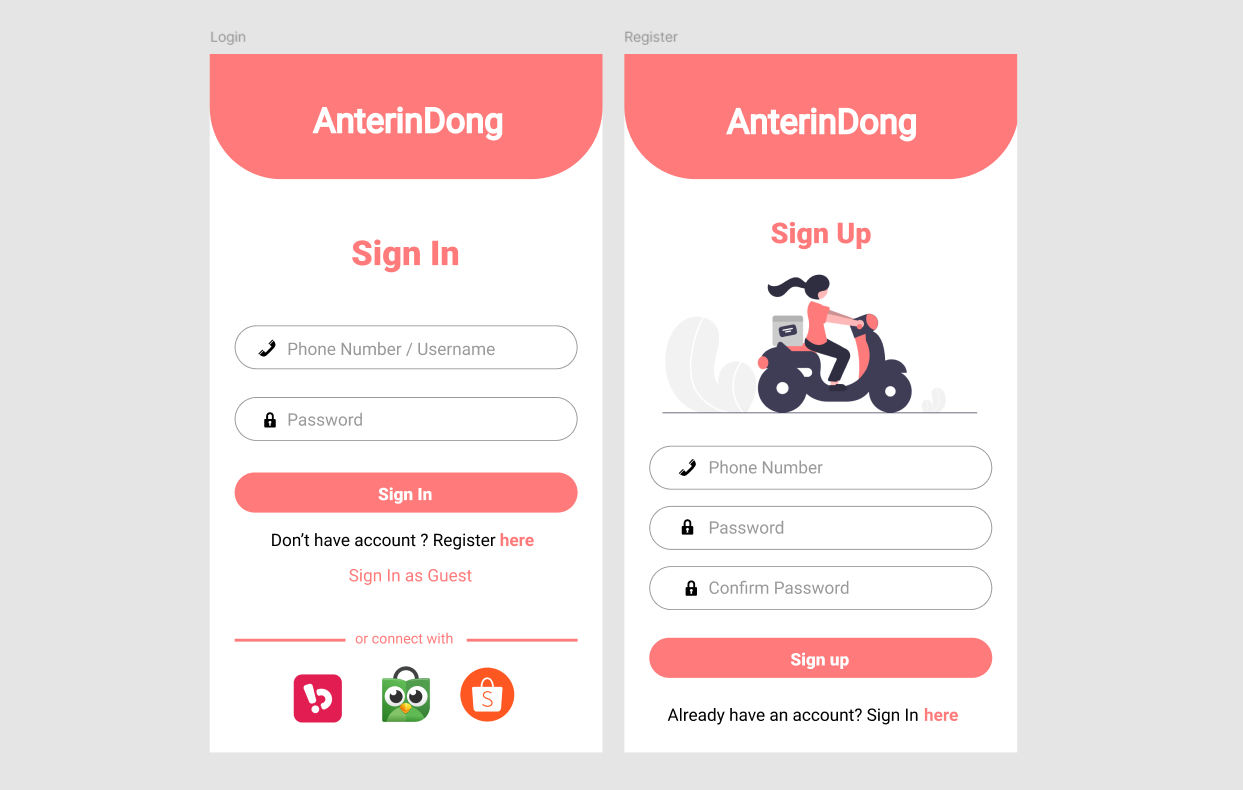 Login
AnterinDong
Sign In
Phone Number / Username
Password
Sign In
Don’t have account ? Register here
Sign In as Guest
or connect with
S
Register
AnterinDong
Sign Up
Phone Number
Password
Confirm Password
Sign up
Already have an account? Sign In here